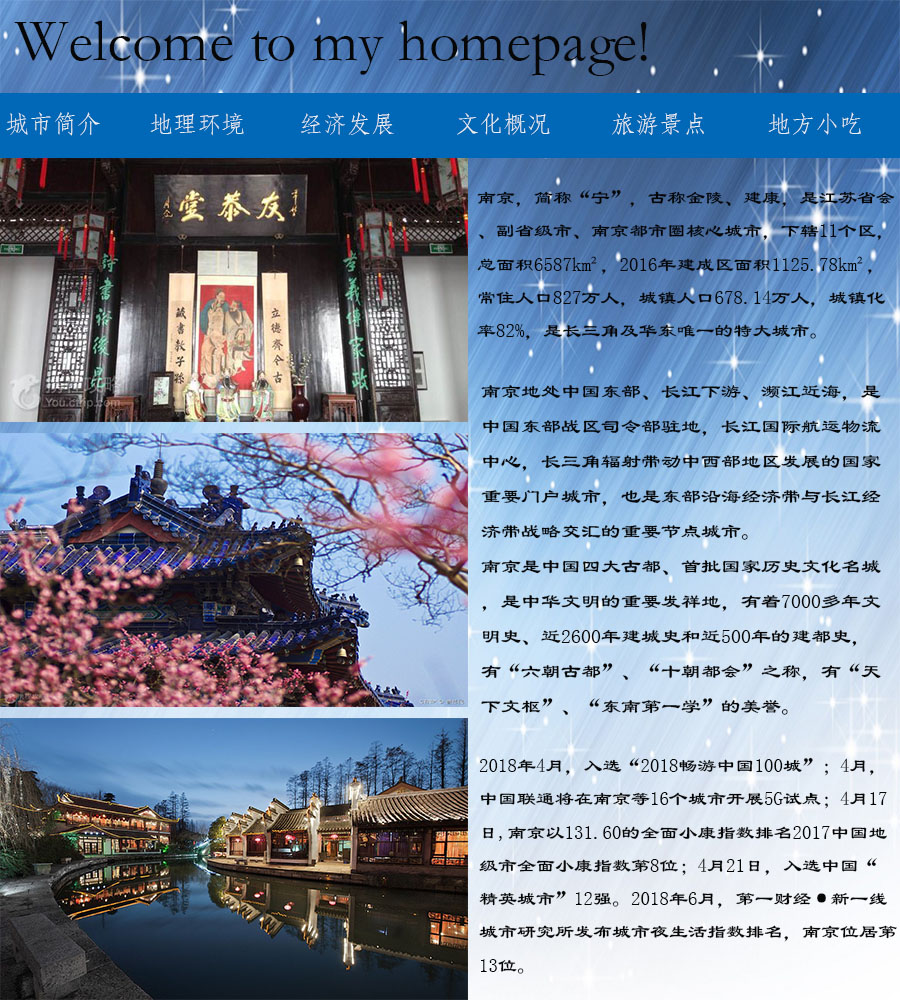 Welcome to my homepage!
城市简介 地理环境 经济发展 文化概况 旅游景点 地方小吃
堂恭友
诗书裕后昆
孝义传家政
藏书教子孙
立德齐今古
You.ctrip.com
南京，简称“宁”，古称金陵、建康，是江苏省会
、副省级市、南京都市圈核心城市，下辖11个区，
总面积6587km²，2016年建成区面积1125.78km²，
常住人口827万人，城镇人口678.14万人，城镇化
率82%，是长三角及华东唯一的特大城市。
南京地处中国东部、长江下游、濒江近海，是
中国东部战区司令部驻地，长江国际航运物流
中心，长三角辐射带动中西部地区发展的国家
重要门户城市，也是东部沿海经济带与长江经
济带战略交汇的重要节点城市。
南京是中国四大古都、首批国家历史文化名城
，是中华文明的重要发祥地，有着7000多年文
明史、近2600年建城史和近500年的建都史，
有“六朝古都”、“十朝都会”之称，有“天
下文枢”、“东南第一学”的美誉。
2018年4月，入选“2018畅游中国100城”；4月，
中国联通将在南京等16个城市开展5G试点；4月17
日,南京以131.60的全面小康指数排名2017中国地
级市全面小康指数第8位；4月21日，入选中国“
精英城市”12强。2018年6月，第一财经●新一线
城市研究所发布城市夜生活指数排名，南京位居第
13位。